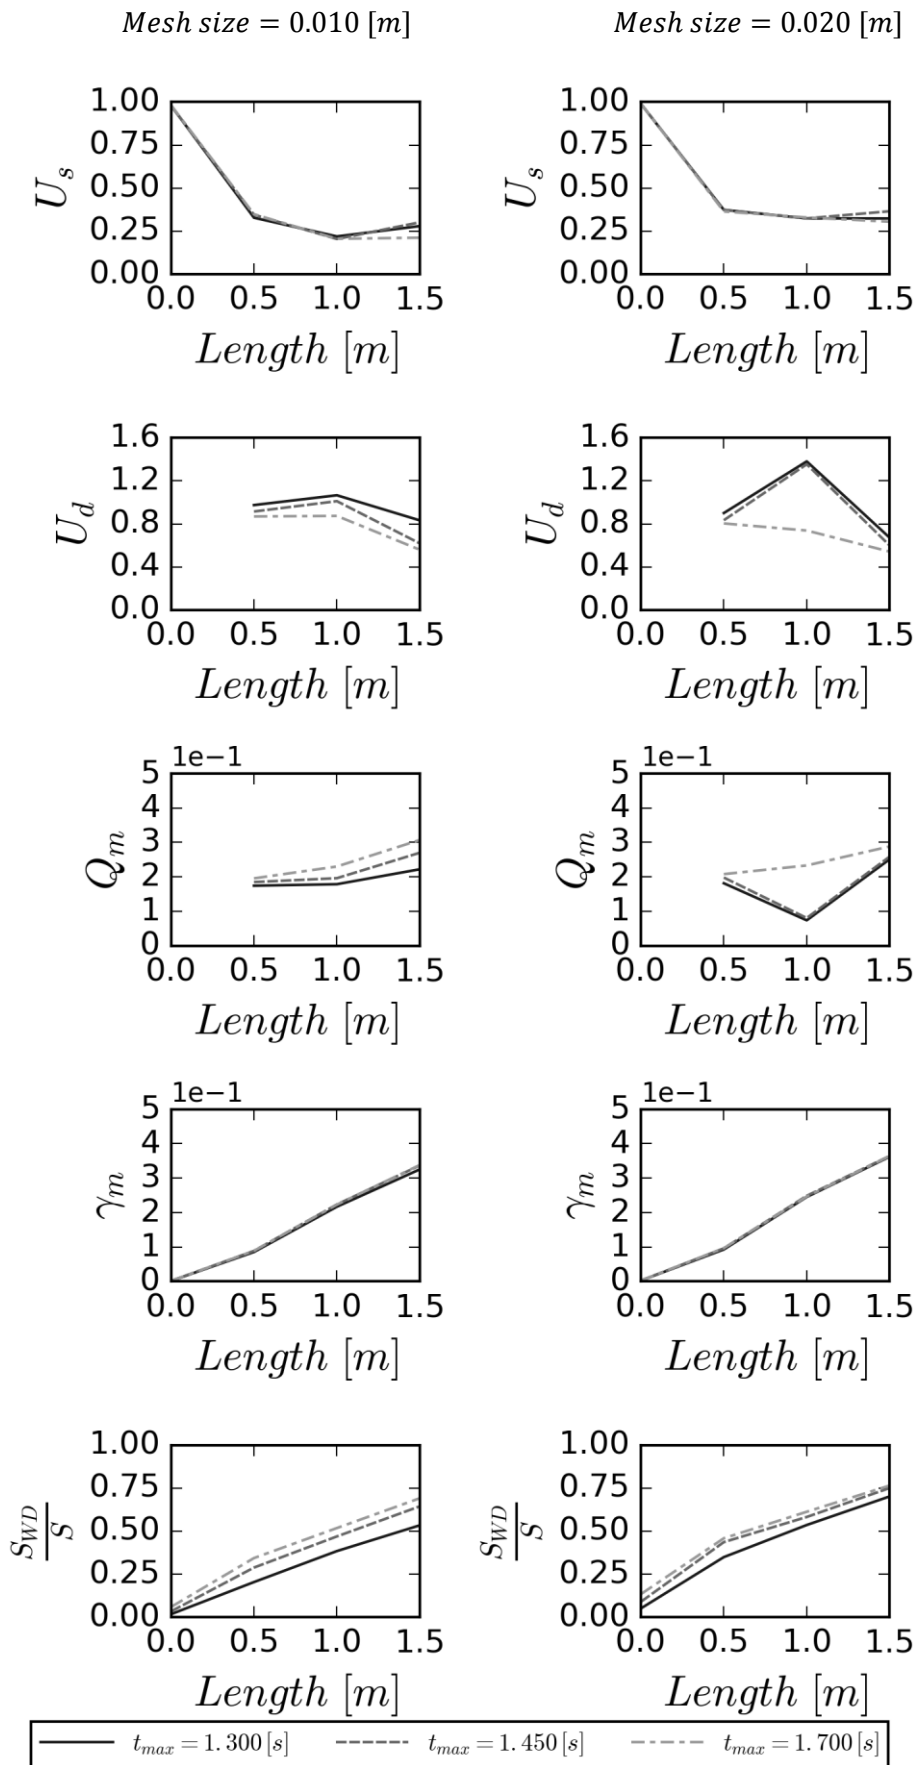 Mesh size = 0.010 [m] Mesh size = 0.020 [m]
1.00 1.00
0.75 0.75
U_s 0.50 U_s 0.50
0.25 0.25
0.00 0.00
0.0 0.5 1.0 1.5 0.0 0.5 1.0 1.5
Length [m] Length [m]
1.6 1.6
1.2 1.2
U_d 0.8 U_d 0.8
0.4 0.4
0.0 0.0
0.0 0.5 1.0 1.5 0.0 0.5 1.0 1.5
Length [m] Length [m]
1e−1 1e−1
5 5
4 4
Q_m 3 Q_m 3
2 2
1 1
0 0
0.0 0.5 1.0 1.5 0.0 0.5 1.0 1.5
Length [m] Length [m]
1e−1 1e−1
5 5
4 4
γ_m 3 γ_m 3
2 2
1 1
0 0
0.0 0.5 1.0 1.5 0.0 0.5 1.0 1.5
Length [m] Length [m]
1.00 1.00
0.75 0.75
S_WD/S 0.50 S_WD/S 0.50
0.25 0.25
0.00 0.00
0.0 0.5 1.0 1.5 0.0 0.5 1.0 1.5
Length [m] Length [m]
t_max = 1.300 [s] t_max = 1.450 [s] t_max = 1.700 [s]